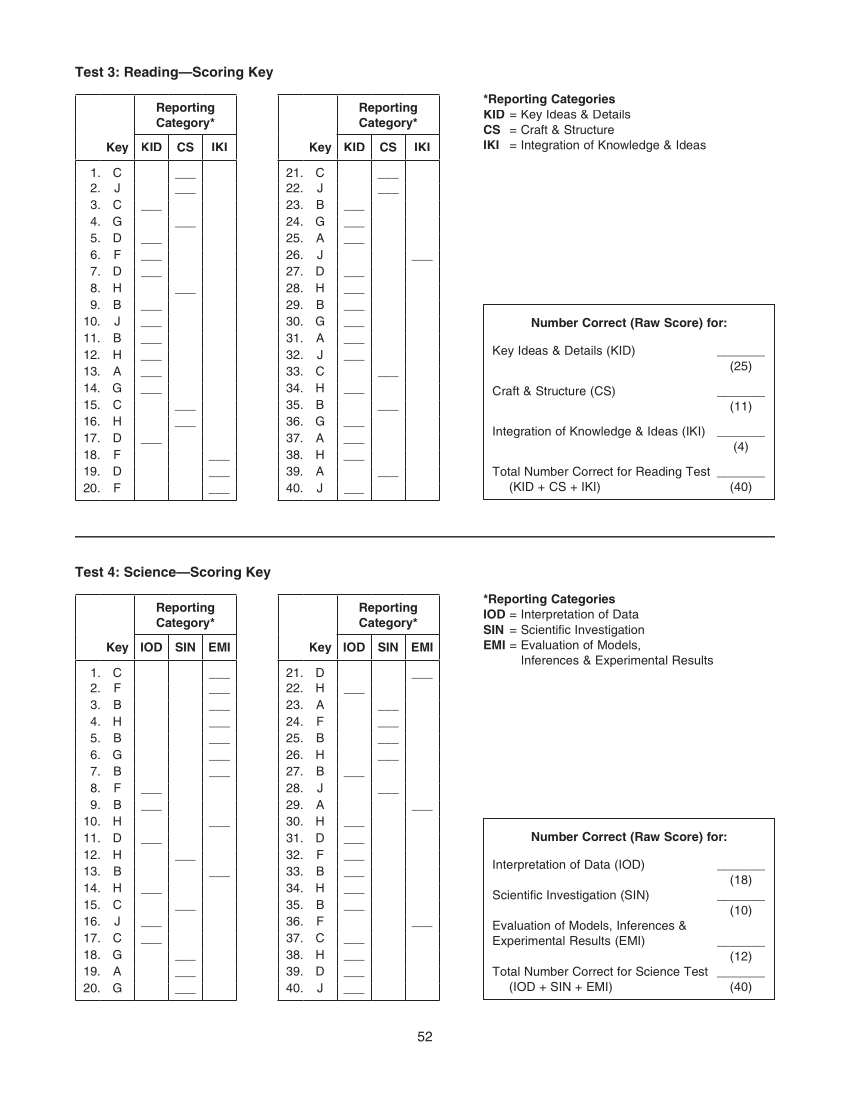 Test 3: Reading—Scoring Key
Reporting
Category*
Key KID CS IKI
1. C ___
2. J ___
3. C ___
4. G ___
5. D ___
6. F ___
7. D ___
8. H ___
9. B ___
10. J ___
11. B ___
12. H ___
13. A ___
14. G ___
15. C ___
16. H ___
17. D ___
18. F ___
19. D ___
20. F ___
Reporting
Category*
Key KID CS IKI
21. C ___
22. J ___
23. B ___
24. G ___
25. A ___
26. J ___
27. D ___
28. H ___
29. B ___
30. G ___
31. A ___
32. J ___
33. C ___
34. H ___
35. B ___
36. G ___
37. A ___
38. H ___
39. A ___
40. J ___
*Reporting Categories
KID = Key Ideas & Details
CS = Craft & Structure
IKI = Integration of Knowledge & Ideas
Number Correct (Raw Score) for:
Key Ideas & Details (KID) _______
(25)
Craft & Structure (CS) _______
(11)
Integration of Knowledge & Ideas (IKI) _______
(4)
Total Number Correct for Reading Test _______
(KID + CS + IKI) (40)
Test 4: Science—Scoring Key
Reporting
Category*
Key IOD SIN EMI
1. C ___
2. F ___
3. B ___
4. H ___
5. B ___
6. G ___
7. B ___
8. F ___
9. B ___
10. H ___
11. D ___
12. H ___
13. B ___
14. H ___
15. C ___
16. J ___
17. C ___
18. G ___
19. A ___
20. G ___
Reporting
Category*
Key IOD SIN EMI
21. D ___
22. H ___
23. A ___
24. F ___
25. B ___
26. H ___
27. B ___
28. J ___
29. A ___
30. H ___
31. D ___
32. F ___
33. B ___
34. H ___
35. B ___
36. F ___
37. C ___
38. H ___
39. D ___
40. J ___
*Reporting Categories
IOD = Interpretation of Data
SIN = Scientific Investigation
EMI = Evaluation of Models,
Inferences & Experimental Results
Number Correct (Raw Score) for:
Interpretation of Data (IOD) _______
(18)
Scientific Investigation (SIN) _______
(10)
Evaluation of Models, Inferences &
Experimental Results (EMI) _______
(12)
Total Number Correct for Science Test _______
(IOD + SIN + EMI) (40)
52